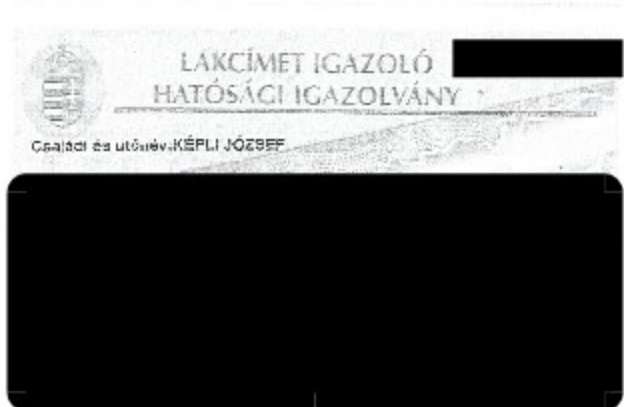 LAKCÍMET IGAZOLÓ
HATÓSÁGI IGAZOLVÁNY
Családi és utónév.:KÉPLI JÓZSEF